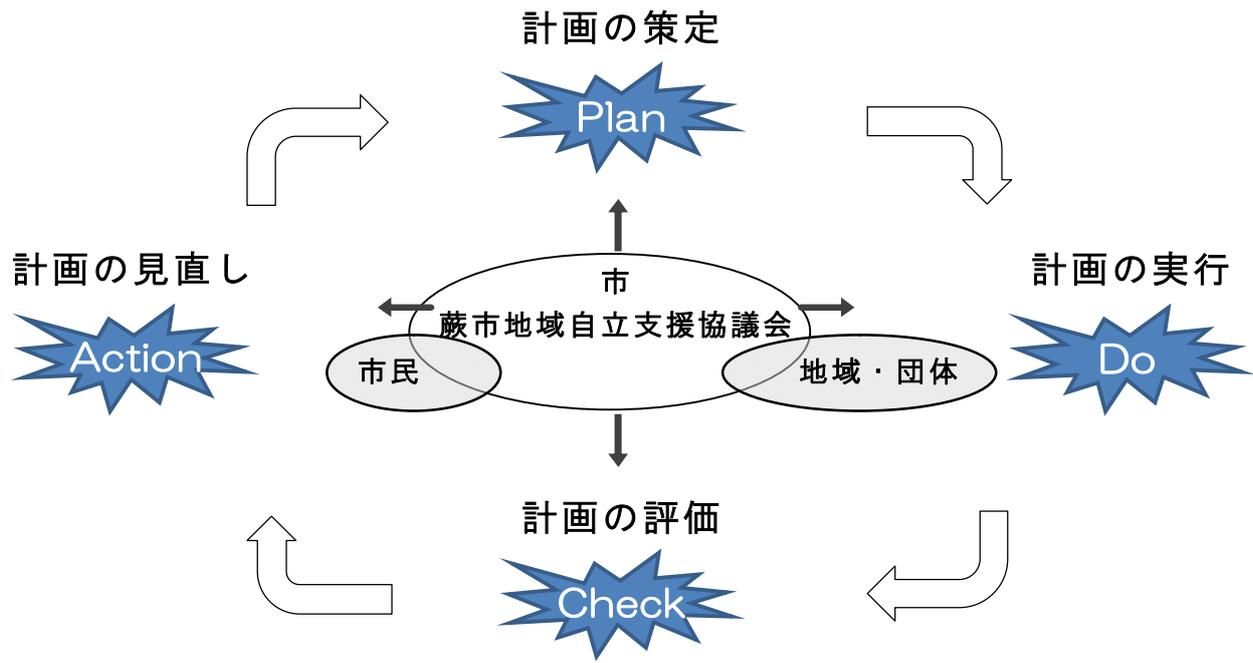 計画の策定
Plan
計画の見直し
Action
市
蕨市地域自立支援協議会
市民
地域・団体
計画の実行
Do
計画の評価
Check